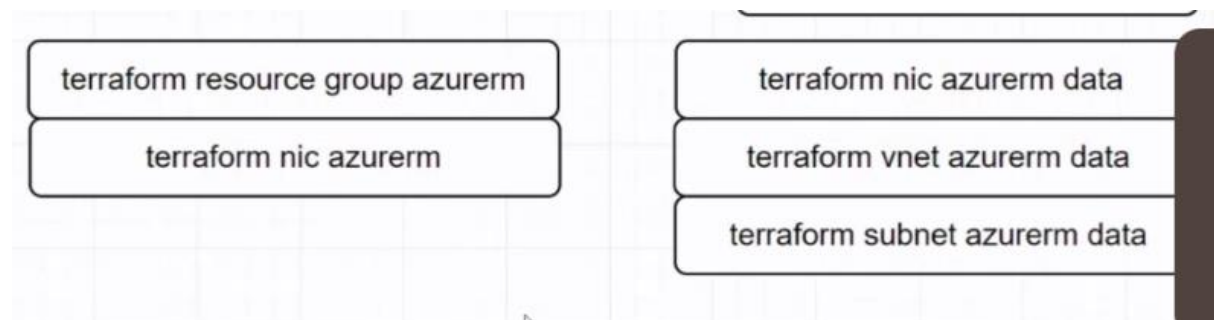 terraform resource group azurerm
terraform nic azurerm
terraform nic azurerm data
terraform vnet azurerm data
terraform subnet azurerm data